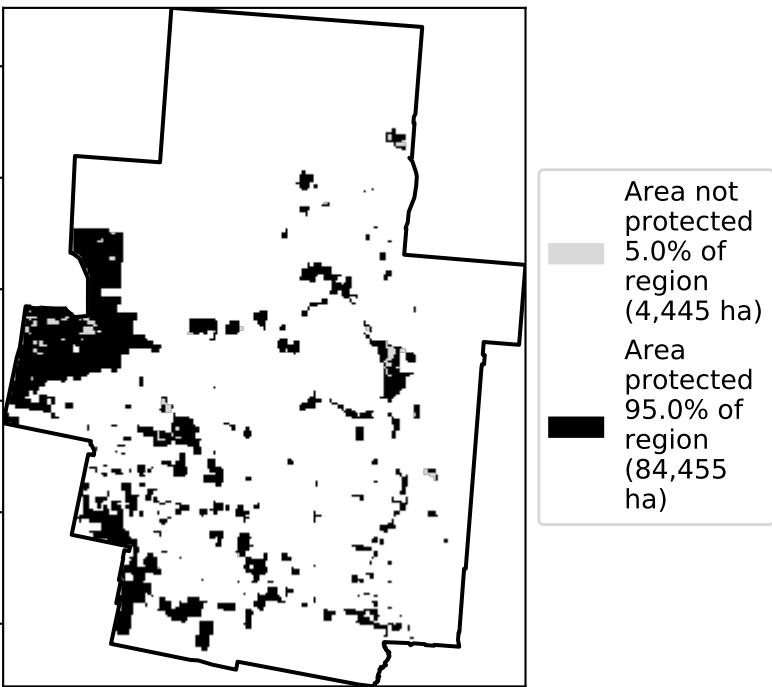 Area not
protected
5.0% of
region
(4,445 ha)
Area
protected
95.0% of
region
(84,455
ha)